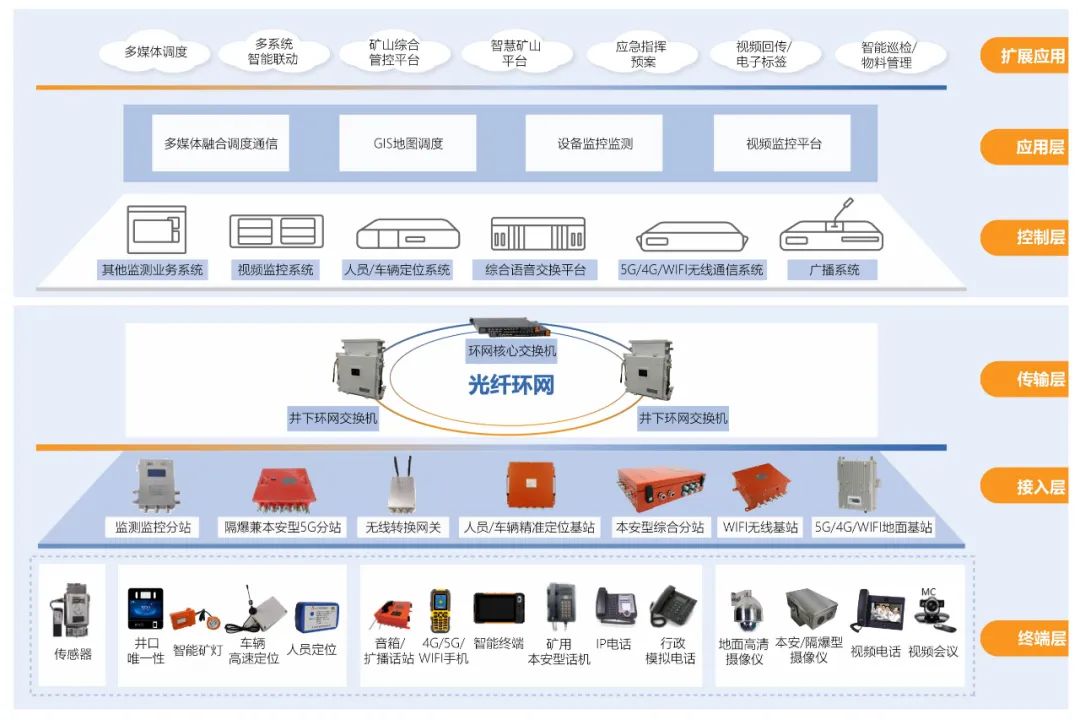 多媒体调度
多系统
智能联动
矿山综合
管控平台
智慧矿山
平台
应急指挥
预案
视频回传/
电子标签
智能巡检/
物料管理
扩展应用
多媒体融合调度通信
GIS地图调度
设备监控监测
视频监控平台
应用层
其他监测业务系统
视频监控系统
人员/车辆定位系统
综合语音交换平台
5G/4G/WIFI无线通信系统
广播系统
控制层
环网核心交换机
光纤环网
井下环网交换机
井下环网交换机
传输层
监测监控分站
隔爆兼本安型5G分站
无线转换网关
人员/车辆精准定位基站
本安型综合分站
WIFI无线基站
5G/4G/WIFI地面基站
接入层
传感器
井口
唯一性
智能矿灯
车辆
高速定位
人员定位
音箱/
扩播话站
4G/5G/
WIFI手机
智能终端
矿用
本安型话机
IP电话
行政
模拟电话
地面高清
摄像仪
本安/隔爆型
摄像仪
视频电话
MC
视频会议
终端层